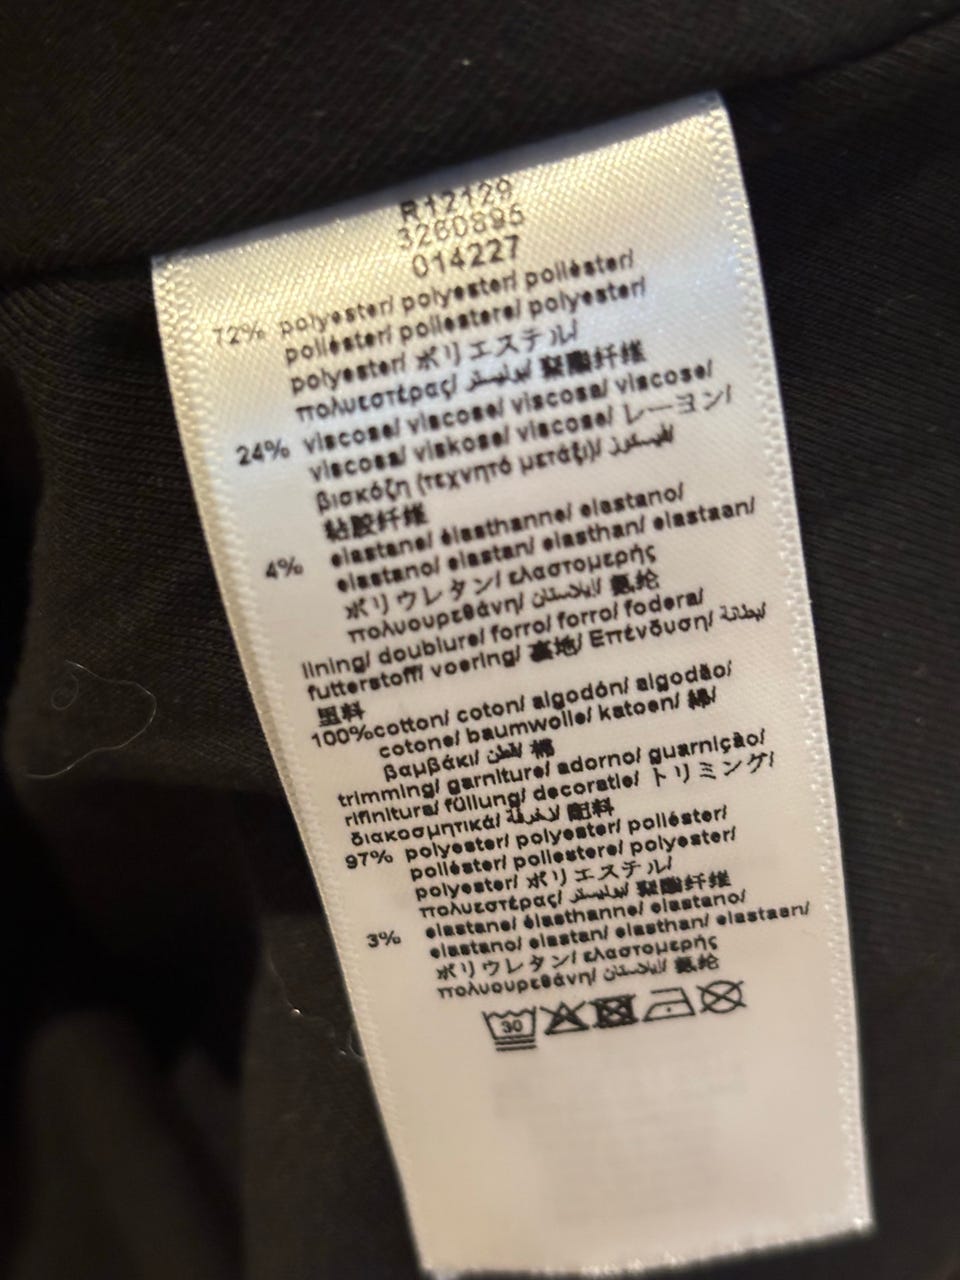 R12129
3260895
014227
72% polyester/ polyester/ poliéster/
poliéster/ poliestere/ polyester/
polyester/ ポリエステル/
πολυεστέρας/ بوليستر/ 聚酯纤维
24% viscose/ viscose/ viscosa/ viscose/
viscosa/ viskose/ viscose/ レーヨン/
βισκόζη (τεχνητό μετάξι)/
粘胶纤维
4% elastane/ élasthanne/ elastano/
elastano/ elastan/ elasthan/ elastaan/
ポリウレタン/ ελαστομερής
πολυουρεθάνη/ إيلاستان/ 氨纶
lining/ doublure/ forro/ forro/ fodera/
futterstoff/ voering/ 裏地/ Επένδυση/ بطانة/
里料
100%cotton/ coton/ algodón/ algodão/
cotone/ baumwolle/ katoen/ 綿/
βαμβάκι/ قطن/ 棉
trimming/ garniture/ adorno/ guarnição/
rifinitura/ füllung/ decoratie/ トリミング/
διακοσμητικά/ 配料
97% polyester/ polyester/ poliéster/
poliéster/ poliestere/ polyester/
polyester/ ポリエステル/
πολυεστέρας/ بوليستر/ 聚酯纤维
3% elastane/ élasthanne/ elastano/
elastano/ elastan/ elasthan/ elastaan/
ポリウレタン/ ελαστομερής
πολυουρεθάνη/ إيلاستان/ 氨纶
30